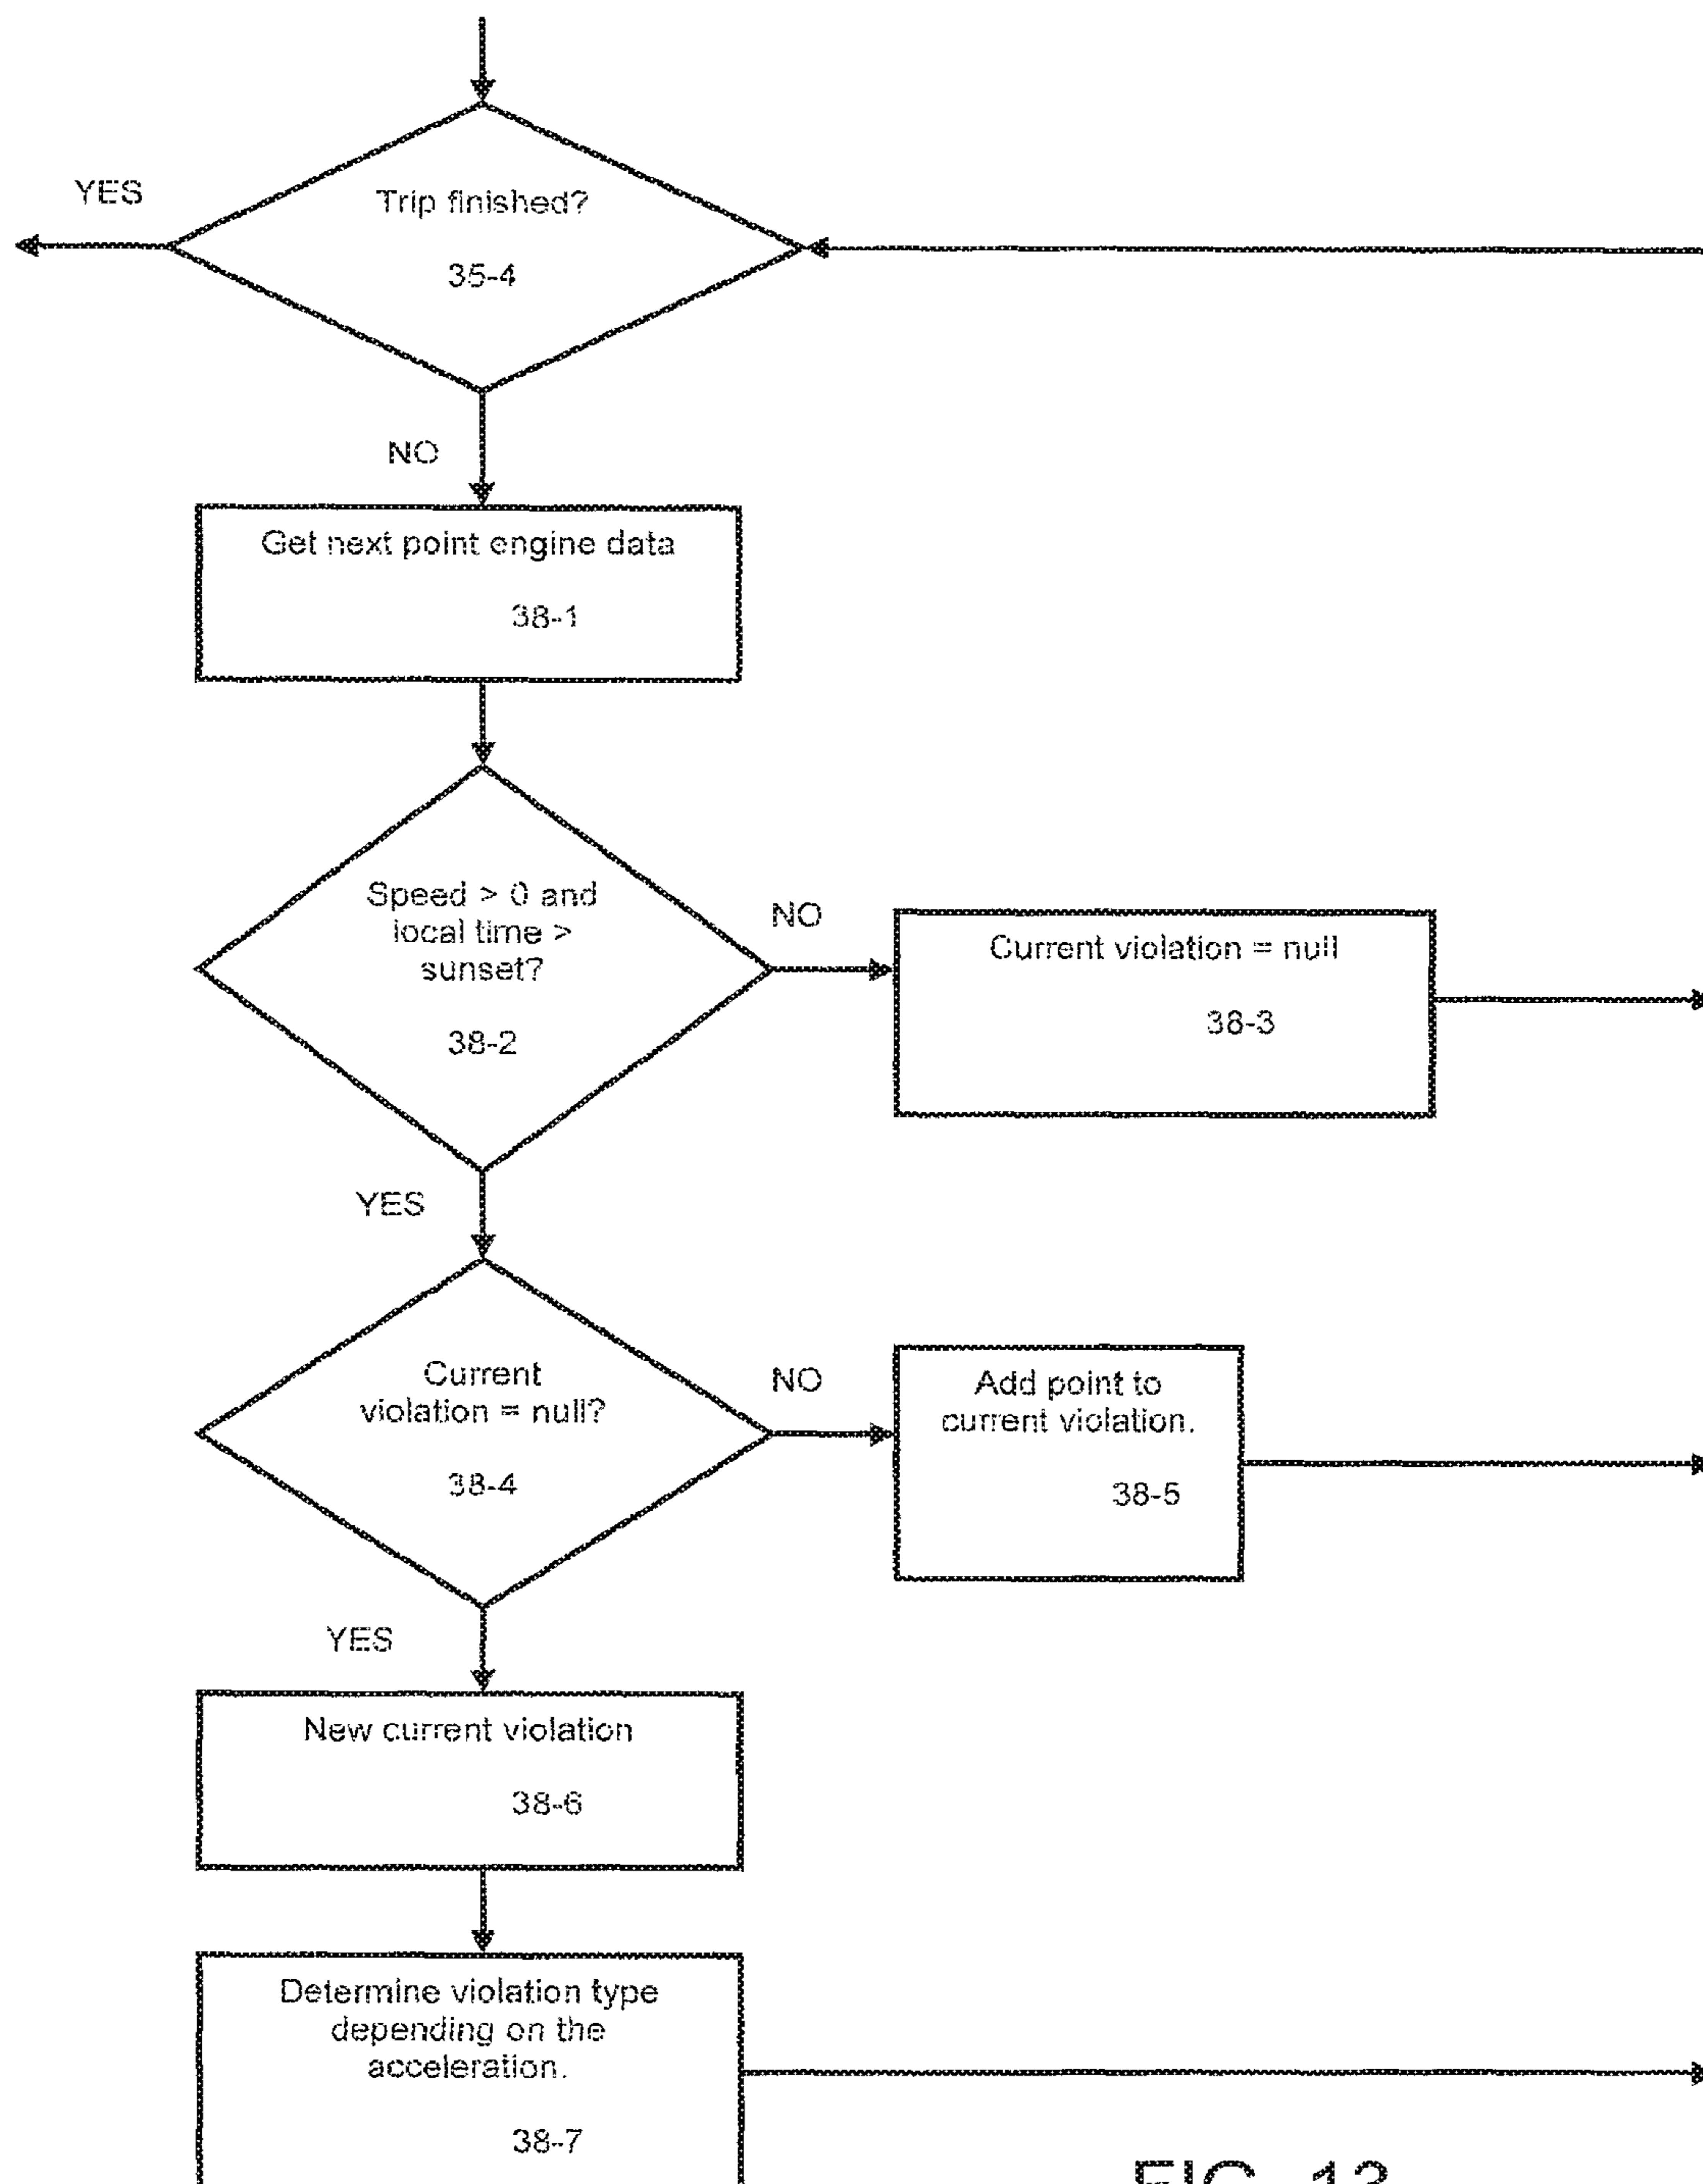 YES
Trip finished?
35-4
NO
Get next point engine data
38-1
Speed > 0 and
local time >
sunset?
38-2
NO
Current violation = null
38-3
YES
Current
violation = null?
38-4
NO
Add point to
current violation.
38-5
YES
New current violation
38-6
Determine violation type
depending on the
acceleration.
38-7
FIG. 13